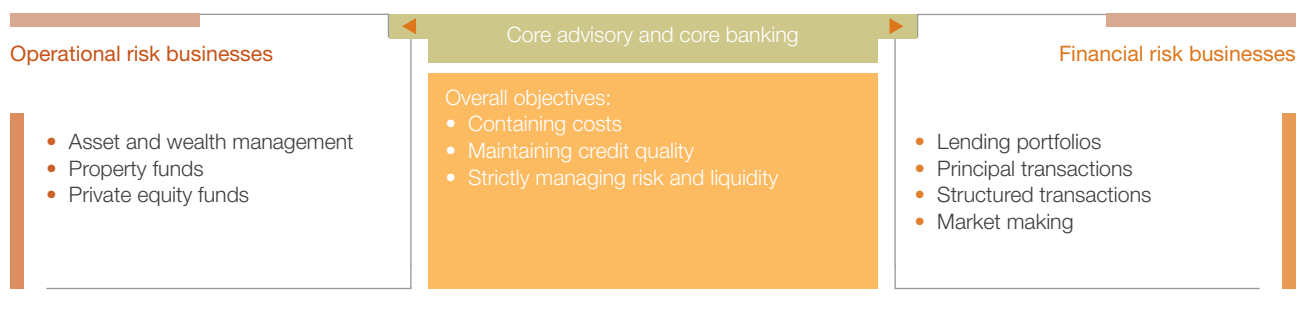 Operational risk businesses
• Asset and wealth management
• Property funds
• Private equity funds
Core advisory and core banking
Overall objectives:
• Containing costs
• Maintaining credit quality
• Strictly managing risk and liquidity
Financial risk businesses
• Lending portfolios
• Principal transactions
• Structured transactions
• Market making